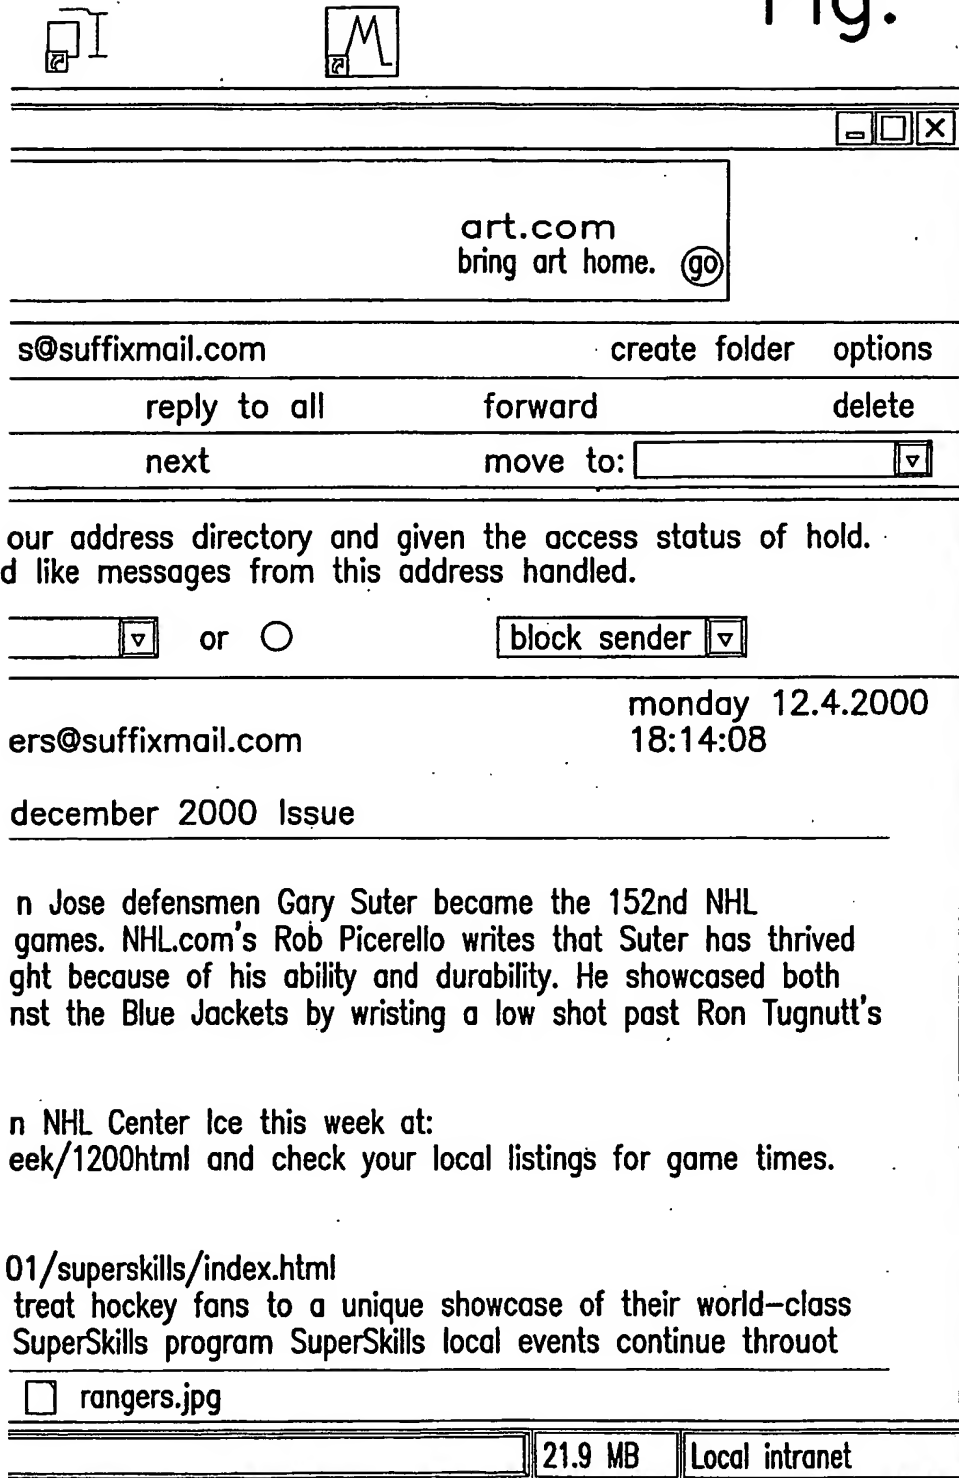 Fig.
M
art.com
bring art home. go
s@suffixmail.com create folder options
reply to all forward delete
next move to:
our address directory and given the access status of hold.
d like messages from this address handled.
or block sender
monday 12.4.2000
ers@suffixmail.com 18:14:08
december 2000 Issue
n Jose defensmen Gary Suter became the 152nd NHL
games. NHL.com's Rob Picerello writes that Suter has thrived
ght because of his ability and durability. He showcased both
nst the Blue Jackets by wristing a low shot past Ron Tugnutt's
n NHL Center Ice this week at:
eek/1200html and check your local listings for game times.
01/superskills/index.html
treat hockey fans to a unique showcase of their world-class
SuperSkills program SuperSkills local events continue throuot
rangers.jpg
21.9 MB Local intranet